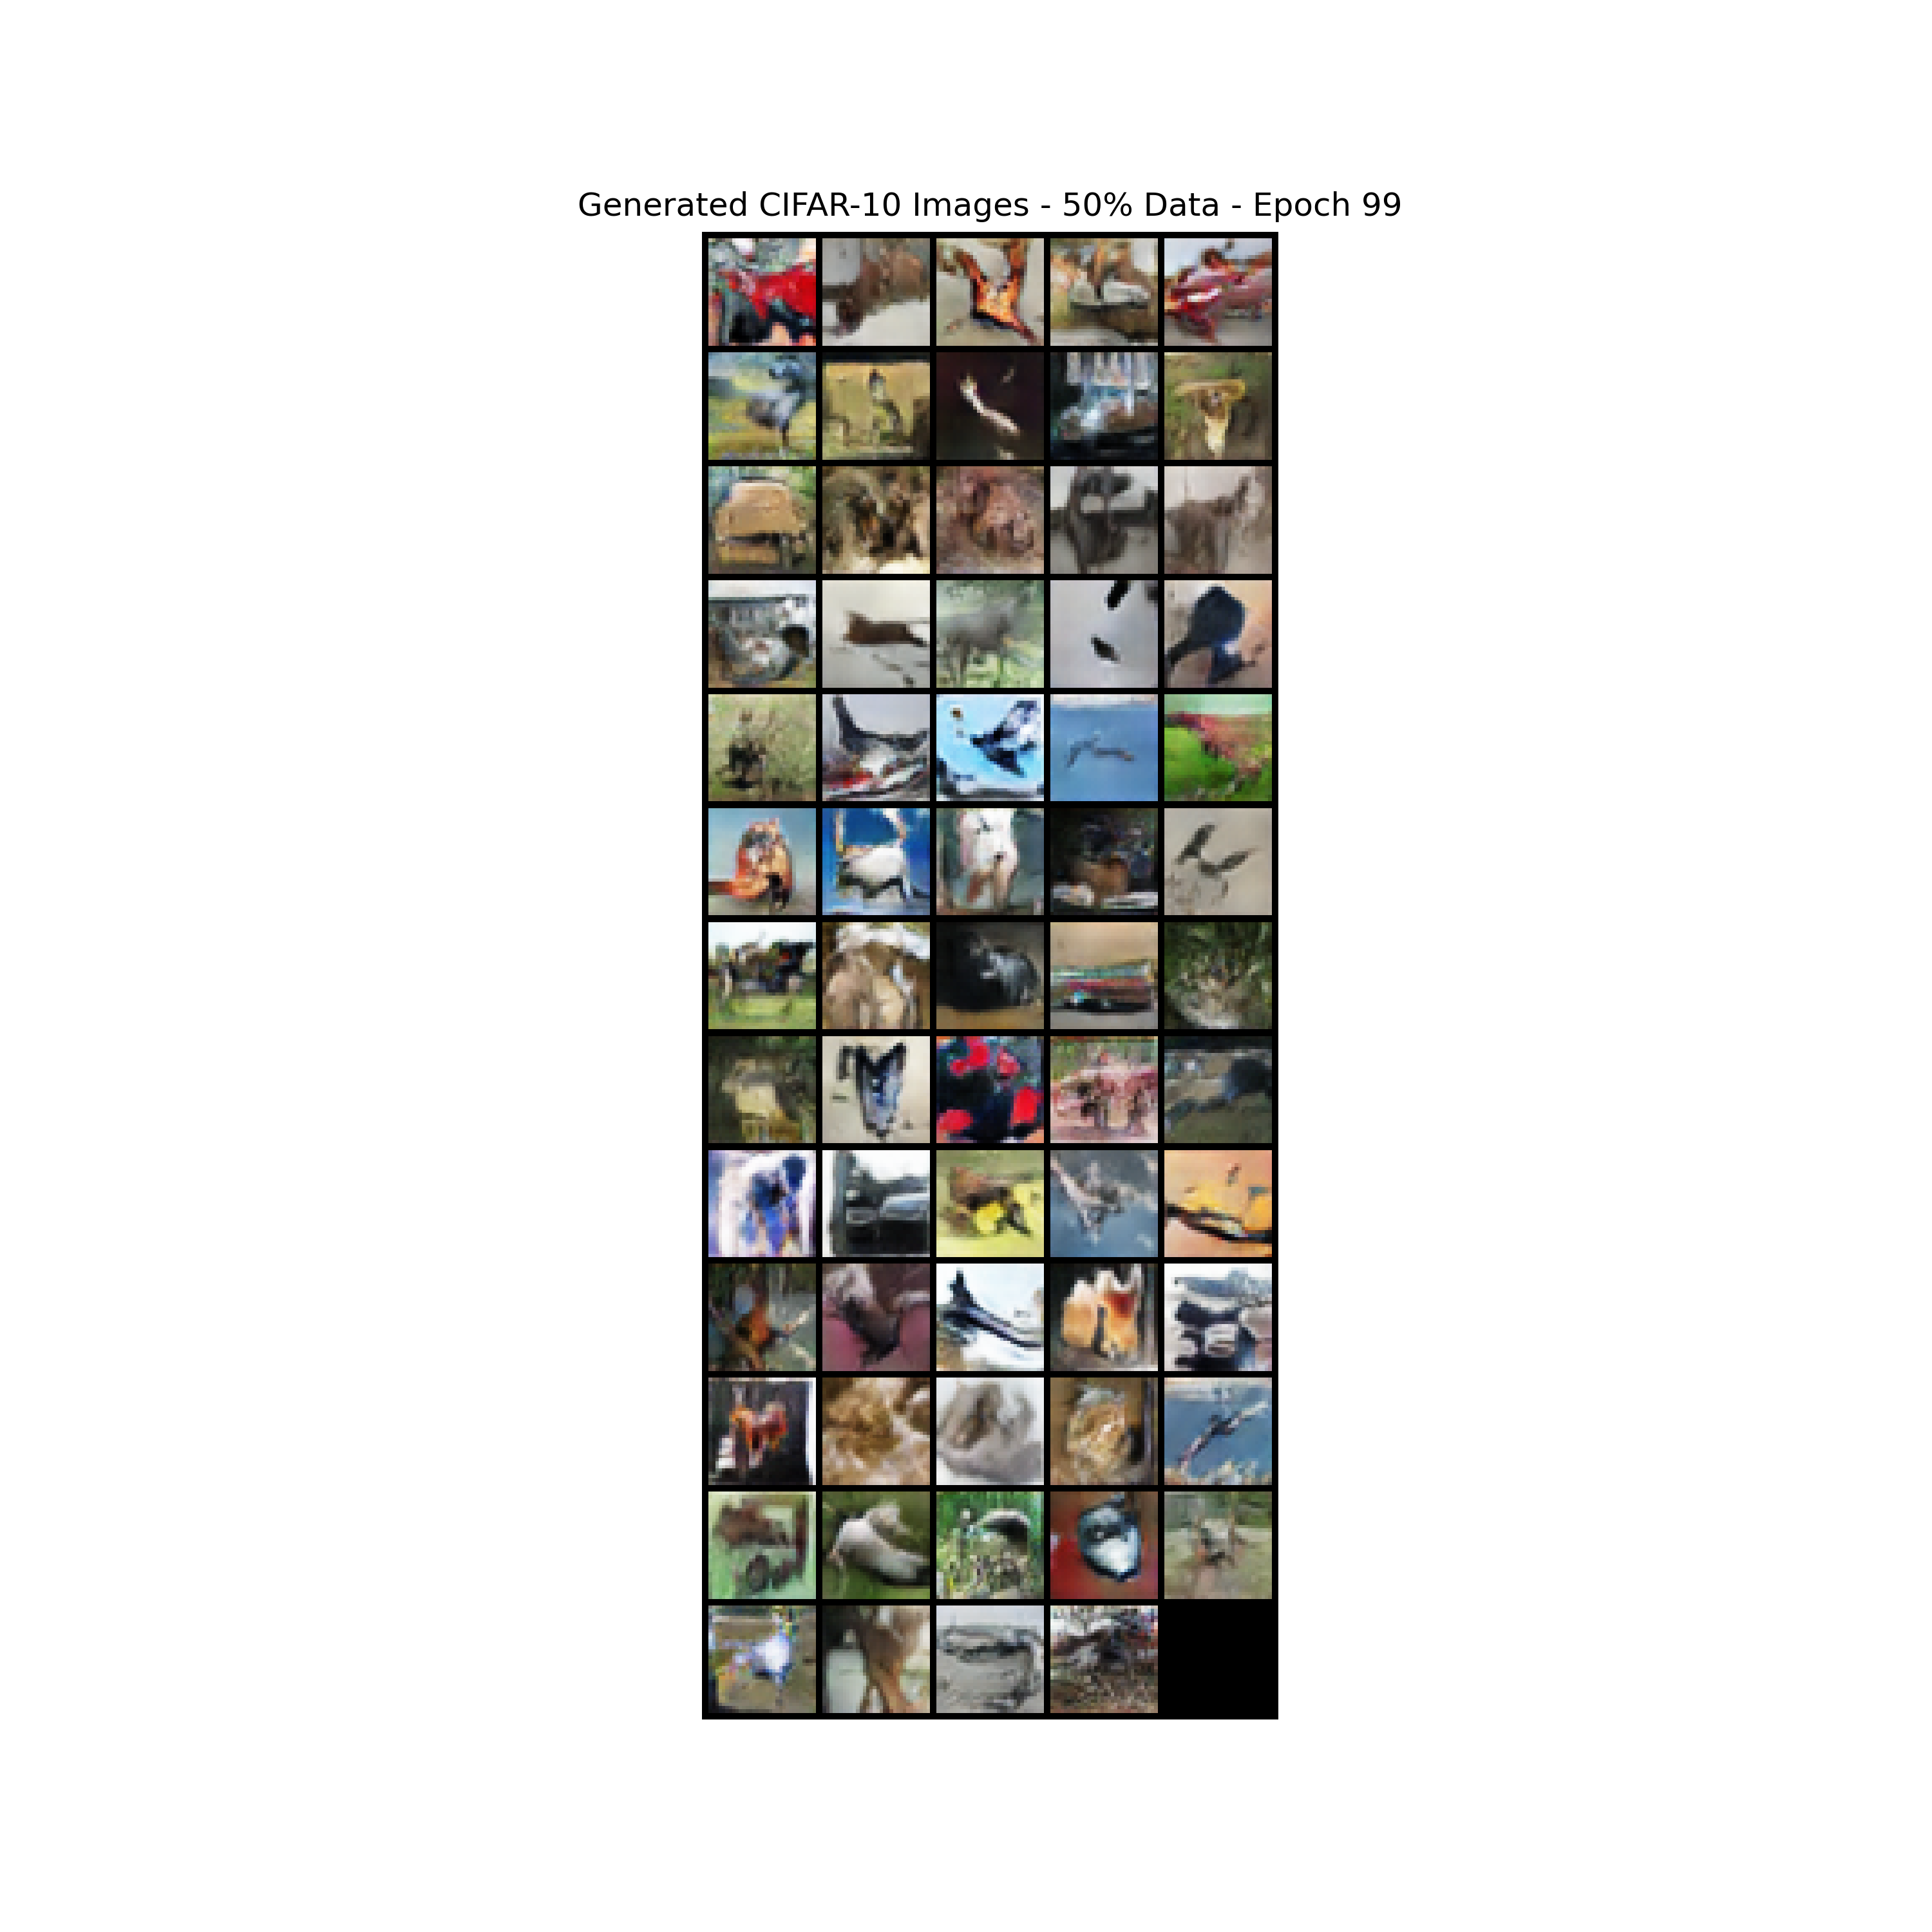 Generated CIFAR-10 Images - 50% Data - Epoch 99